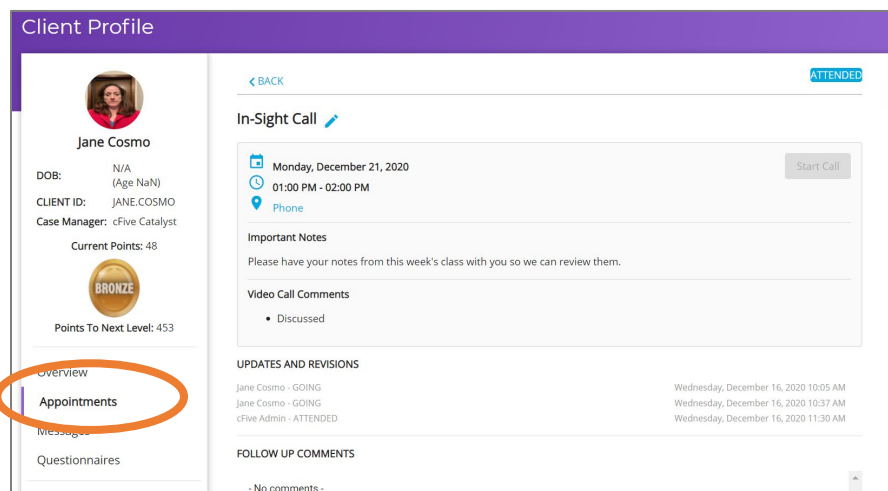 Client Profile
Jane Cosmo
DOB: N/A
(Age NaN)
CLIENT ID: JANE.COSMO
Case Manager: cFive Catalyst
Current Points: 48
BRONZE
Points To Next Level: 453
Overview
Appointments
Messages
Questionnaires
BACK
ATTENDED
In-Sight Call
Monday, December 21, 2020
Start Call
01:00 PM - 02:00 PM
Phone
Important Notes
Please have your notes from this week's class with you so we can review them.
Video Call Comments
• Discussed
UPDATES AND REVISIONS
Jane Cosmo - GOING Wednesday, December 16, 2020 10:05 AM
Jane Cosmo - GOING Wednesday, December 16, 2020 10:37 AM
cFive Admin - ATTENDED Wednesday, December 16, 2020 11:30 AM
FOLLOW UP COMMENTS
- No comments -